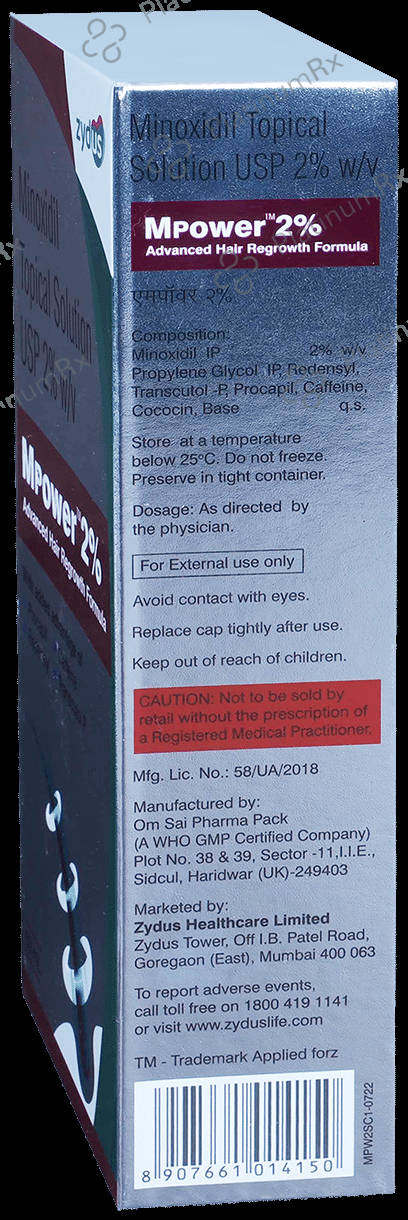 zydus
Minoxidil
Topical Solution
USP 2% w/v
MPOWER™ 2%
Advanced Hair Regrowth Formula
Minoxidil Topical
Solution USP 2% w/v
MPOWER™ 2%
Advanced Hair Regrowth Formula
एमपॉवर २%
Composition:
Minoxidil IP 2% w/v
Propylene Glycol IP, Redensyl,
Transcutol -P, Procapil, Caffeine,
Cococin, Base q.s.
Store at a temperature
below 25°C. Do not freeze.
Preserve in tight container.
Dosage: As directed by
the physician.
For External use only
Avoid contact with eyes.
Replace cap tightly after use.
Keep out of reach of children.
CAUTION: Not to be sold by
retail without the prescription of
a Registered Medical Practitioner.
Mfg. Lic. No.: 58/UA/2018
Manufactured by:
Om Sai Pharma Pack
(A WHO GMP Certified Company)
Plot No. 38 & 39, Sector -11,I.I.E.,
Sidcul, Haridwar (UK)-249403
Marketed by:
Zydus Healthcare Limited
Zydus Tower, Off I.B. Patel Road,
Goregaon (East), Mumbai 400 063
To report adverse events,
call toll free on 1800 419 1141
or visit www.zyduslife.com
TM - Trademark Applied forz
8 907661 014150
MPW2SC1-0722
PlatinumRx